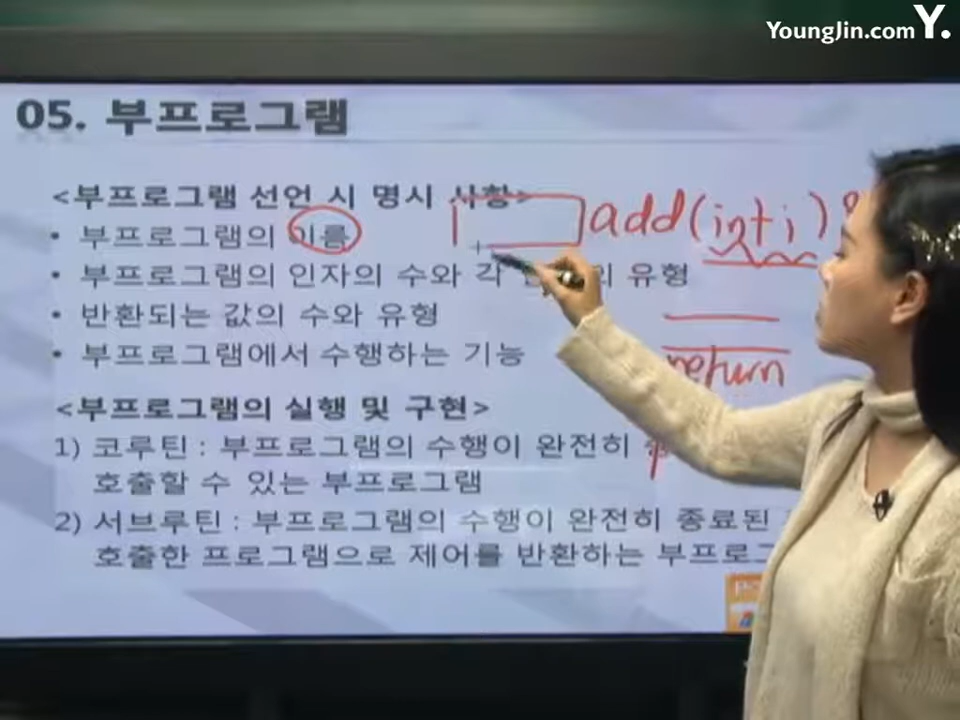 YoungJin.com Y.
05. 부프로그램
<부프로그램 선언 시 명시 사항>
• 부프로그램의 이름
add(int i)
• 부프로그램의 인자의 수와 각 의 유형
• 반환되는 값의 수와 유형
• 부프로그램에서 수행하는 기능
return
<부프로그램의 실행 및 구현>
1) 코루틴 : 부프로그램의 수행이 완전히
호출할 수 있는 부프로그램
2) 서브루틴 : 부프로그램의 수행이 완전히 종료된
호출한 프로그램으로 제어를 반환하는 부프로그